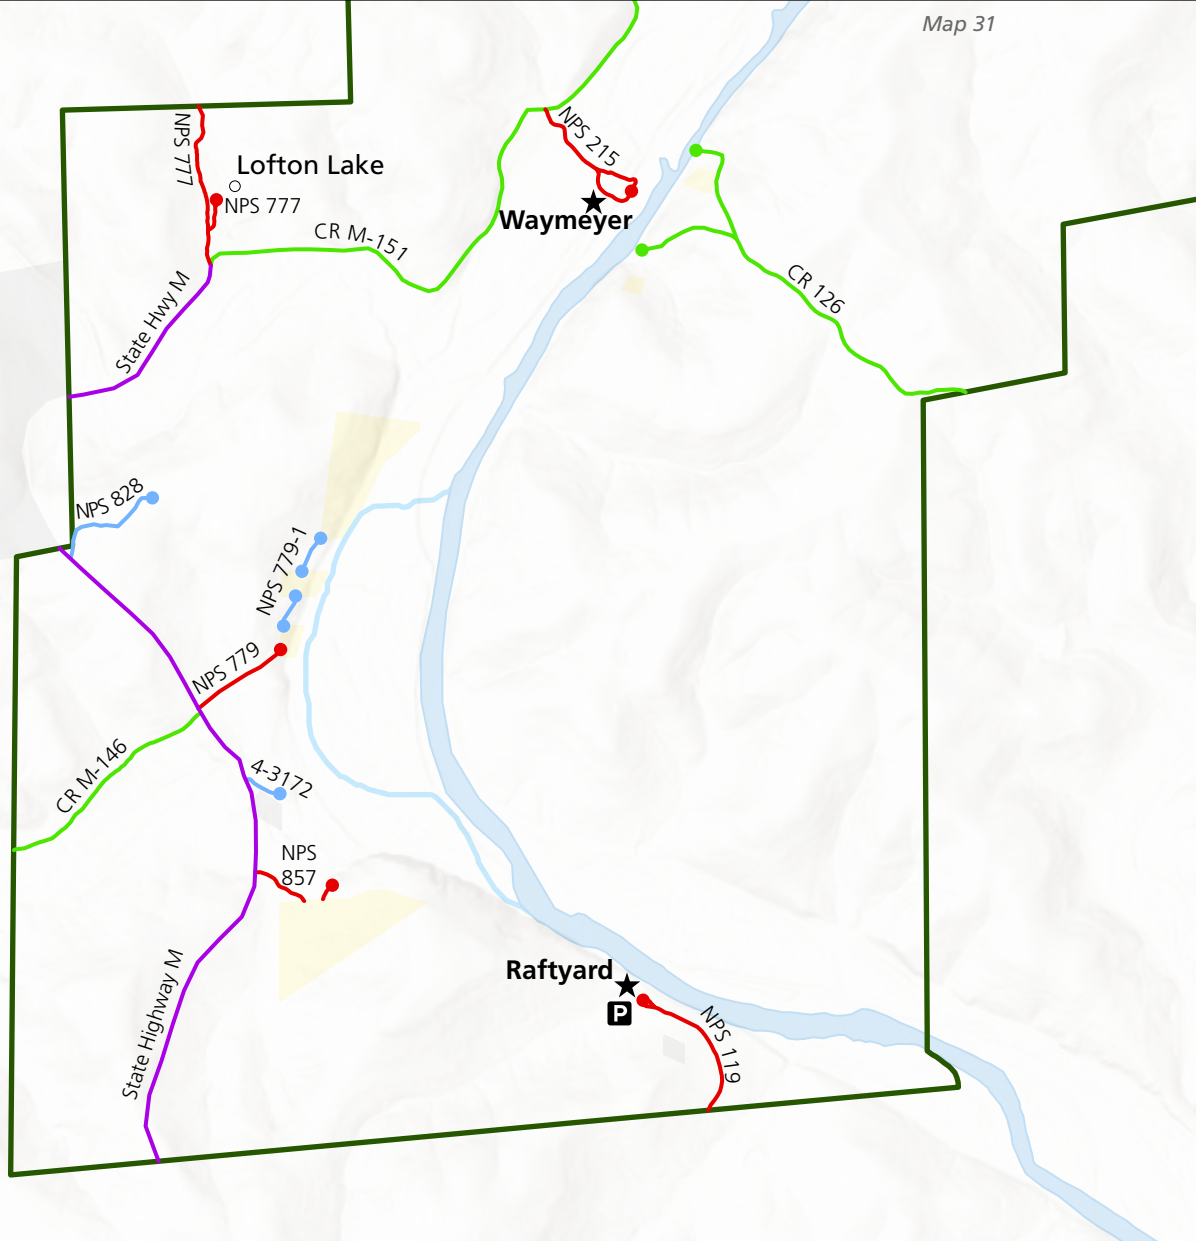 Map 31
NPS 777
NPS 215
Lofton Lake
NPS 777
Waymeyer
CR M-151
CR 126
State Hwy M
NPS 828
NPS 779-1
NPS 779
CR M-146
4-3172
NPS
857
State Highway M
Raftyard
P
NPS 119